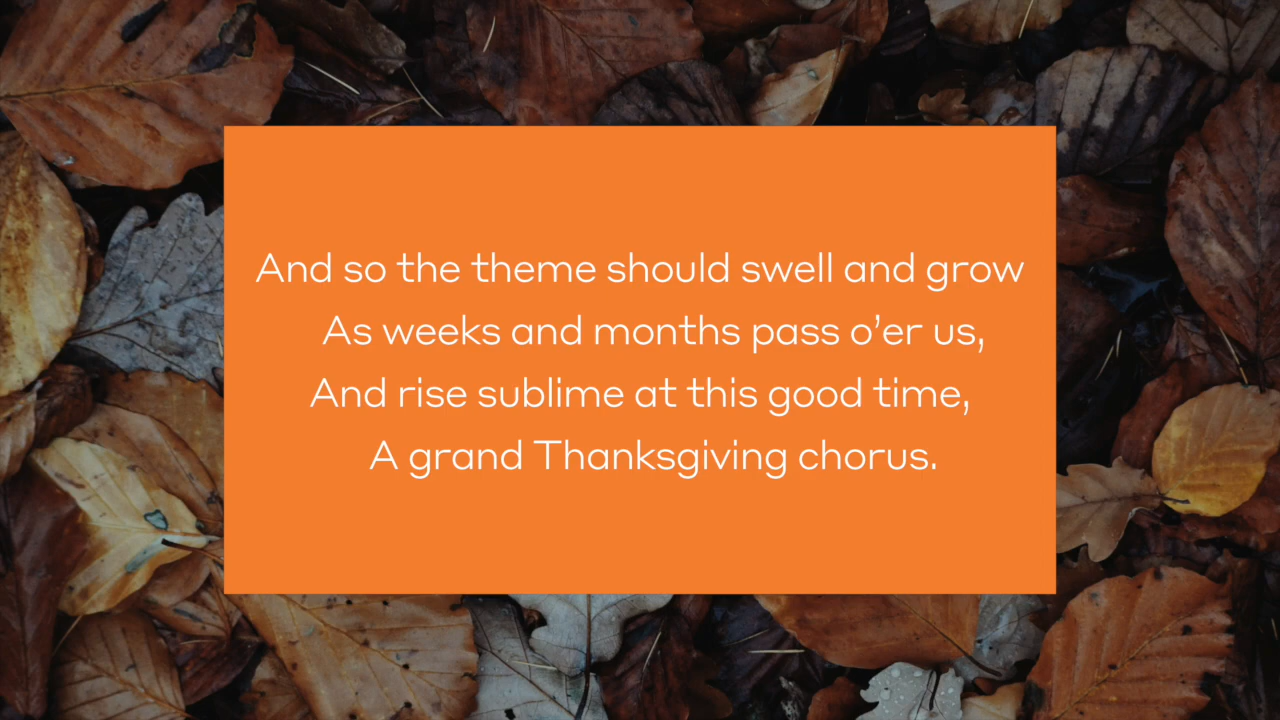 And so the theme should swell and grow
As weeks and months pass o’er us,
And rise sublime at this good time,
A grand Thanksgiving chorus.